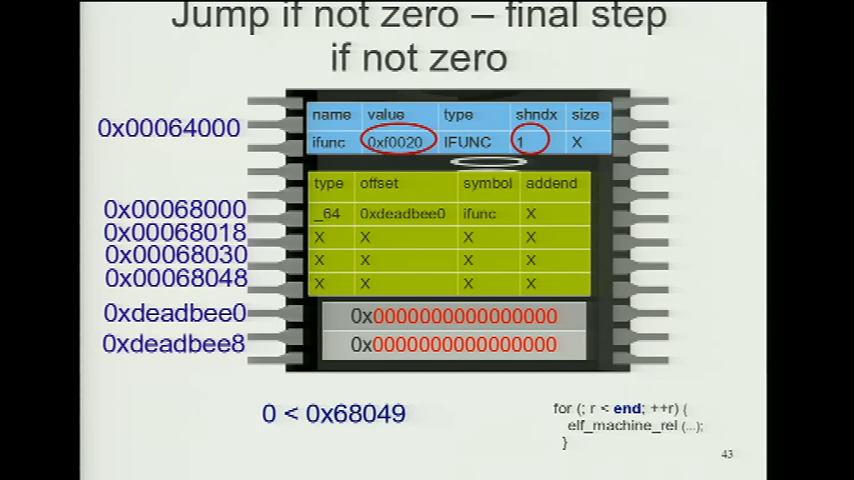 Jump if not zero – final step
if not zero
0x00064000
name value type shndx size
ifunc 0xf0020 IFUNC 1 X
type offset symbol addend
0x00068000
_64 0xdeadbee0 ifunc X
0x00068018
X X X X
0x00068030
X X X X
0x00068048
X X X X
0xdeadbee0
0x0000000000000000
0xdeadbee8
0x0000000000000000
0 < 0x68049
for (; r < end; ++r) {
elf_machine_rel (...);
}
43